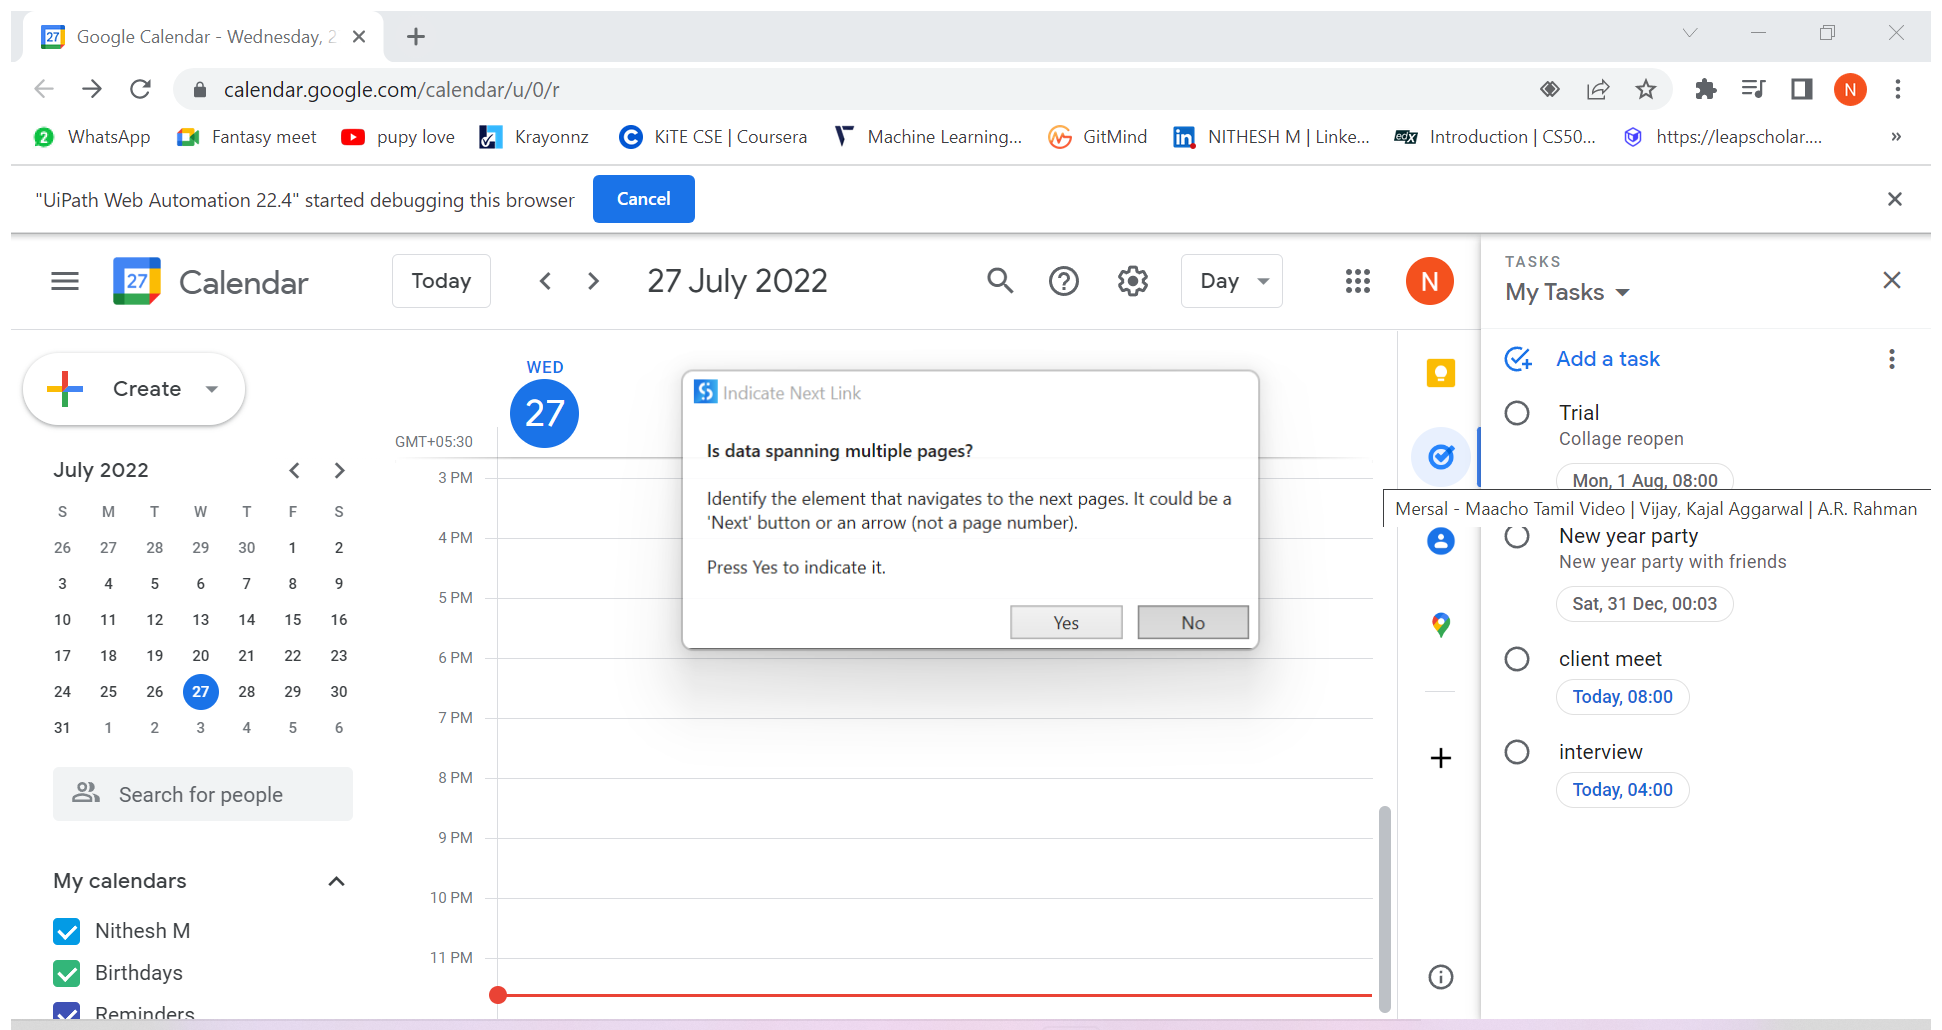 27 Google Calendar - Wednesday, 2
calendar.google.com/calendar/u/0/r
N
2 WhatsApp Fantasy meet pupy love Krayonnz KiTE CSE | Coursera Machine Learning... GitMind in NITHESH M | Linke... edX Introduction | CS50... https://leapscholar.... »
"UiPath Web Automation 22.4" started debugging this browser Cancel
27 Calendar Today 27 July 2022 Day N
TASKS
My Tasks
Create
WED
27
GMT+05:30
July 2022
S M T W T F S
26 27 28 29 30 1 2
3 4 5 6 7 8 9
10 11 12 13 14 15 16
17 18 19 20 21 22 23
24 25 26 27 28 29 30
31 1 2 3 4 5 6
Search for people
My calendars
Nithesh M
Birthdays
Reminders
3 PM
4 PM
5 PM
6 PM
7 PM
8 PM
9 PM
10 PM
11 PM
Indicate Next Link
Is data spanning multiple pages?
Identify the element that navigates to the next pages. It could be a
'Next' button or an arrow (not a page number).
Press Yes to indicate it.
Yes No
Add a task
Trial
Collage reopen
Mon, 1 Aug, 08:00
Mersal - Maacho Tamil Video | Vijay, Kajal Aggarwal | A.R. Rahman
New year party
New year party with friends
Sat, 31 Dec, 00:03
client meet
Today, 08:00
interview
Today, 04:00